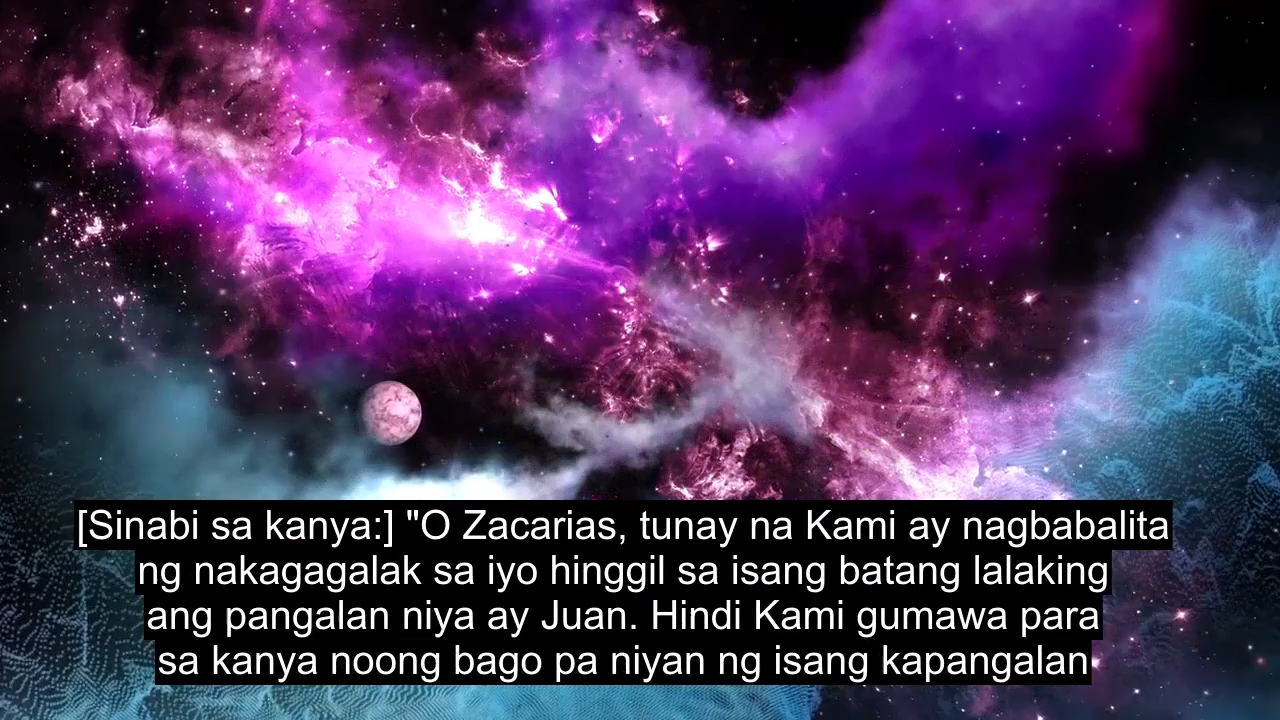 [Sinabi sa kanya:] "O Zacarias, tunay na Kami ay nagbabalita
ng nakagagalak sa iyo hinggil sa isang batang lalaking
ang pangalan niya ay Juan. Hindi Kami gumawa para
sa kanya noong bago pa niyan ng isang kapangalan